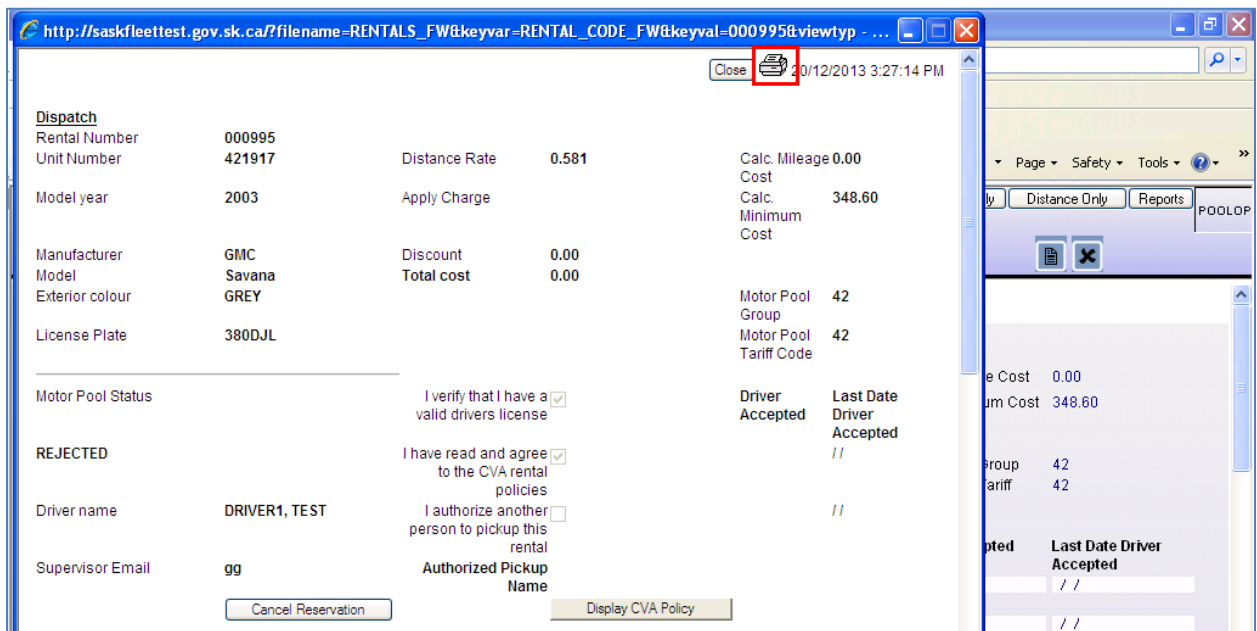 http://saskfleettest.gov.sk.ca/?filename=RENTALS_FW&keyvar=RENTAL_CODE_FW&keyval=000995&viewtyp - ...
Close 20/12/2013 3:27:14 PM
Dispatch
Rental Number 000995
Unit Number 421917 Distance Rate 0.581 Calc. Mileage 0.00
Cost
Model year 2003 Apply Charge Calc. 348.60
Minimum
Cost
Manufacturer GMC Discount 0.00
Model Savana Total cost 0.00
Exterior colour GREY Motor Pool 42
Group
License Plate 380DJL Motor Pool 42
Tariff Code
Motor Pool Status I verify that I have a Driver Last Date
valid drivers license Accepted Driver
Accepted
REJECTED I have read and agree / /
to the CVA rental
policies
Driver name DRIVER1, TEST I authorize another / /
person to pickup this
rental
Supervisor Email gg Authorized Pickup
Name
Cancel Reservation Display CVA Policy
Page Safety Tools »
ly Distance Only Reports POOLOP
e Cost 0.00
um Cost 348.60
Group 42
Tariff 42
pted Last Date Driver
Accepted
/ /
/ /